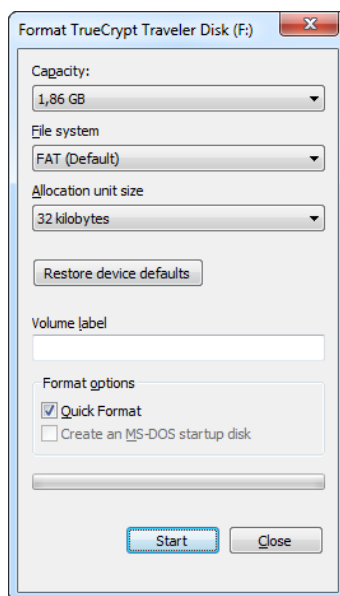 Format TrueCrypt Traveler Disk (F:)
Capacity:
1,86 GB
File system
FAT (Default)
Allocation unit size
32 kilobytes
Restore device defaults
Volume label
Format options
Quick Format
Create an MS-DOS startup disk
Start
Close